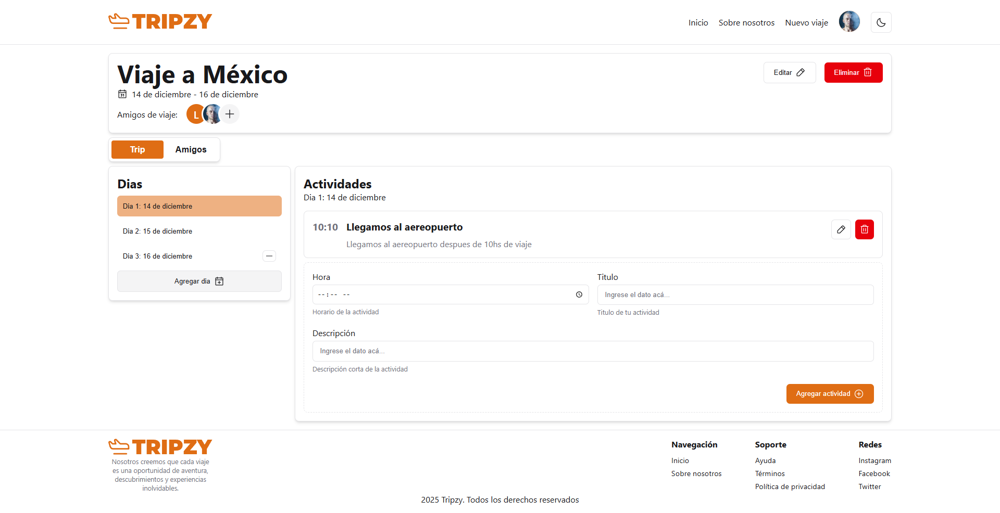 TRIPZY
Inicio Sobre nosotros Nuevo viaje
Viaje a México
Editar
Eliminar
31 14 de diciembre - 16 de diciembre
Amigos de viaje:
L
Trip
Amigos
Dias
Dia 1: 14 de diciembre
Dia 2: 15 de diciembre
Dia 3: 16 de diciembre
Agregar dia
Actividades
Dia 1: 14 de diciembre
10:10 Llegamos al aereopuerto
Llegamos al aereopuerto despues de 10hs de viaje
Hora
--:-- --
Horario de la actividad
Titulo
Ingrese el dato acá...
Titulo de tu actividad
Descripción
Ingrese el dato acá...
Descripción corta de la actividad
Agregar actividad
TRIPZY
Nosotros creemos que cada viaje
es una oportunidad de aventura,
descubrimientos y experiencias
inolvidables.
Navegación
Inicio
Sobre nosotros
Soporte
Ayuda
Términos
Política de privacidad
Redes
Instagram
Facebook
Twitter
2025 Tripzy. Todos los derechos reservados